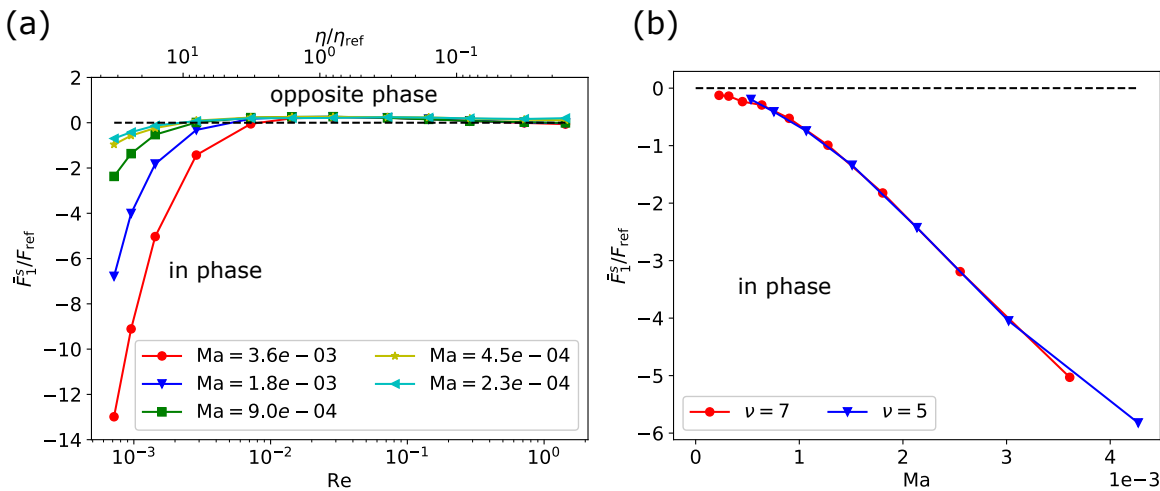 (a)
η/η_ref
10^1 10^0 10^−1
2
0
−2
−4
−6
−8
−10
−12
−14
F̄_1^s/F_ref
opposite phase
in phase
Ma = 3.6e − 03 Ma = 4.5e − 04
Ma = 1.8e − 03 Ma = 2.3e − 04
Ma = 9.0e − 04
10^−3 10^−2 10^−1 10^0
Re
(b)
0
−1
−2
−3
−4
−5
−6
F̄_1^s/F_ref
in phase
ν = 7 ν = 5
0 1 2 3 4
Ma
1e−3